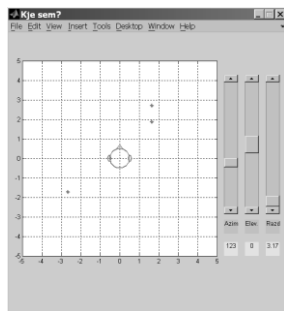 Kje sem?
File Edit View Insert Tools Desktop Window Help
5
4
3
2
1
0
-1
-2
-3
-4
-5
-5 -4 -3 -2 -1 0 1 2 3 4 5
Azim Elev Razd
123 0 3.17